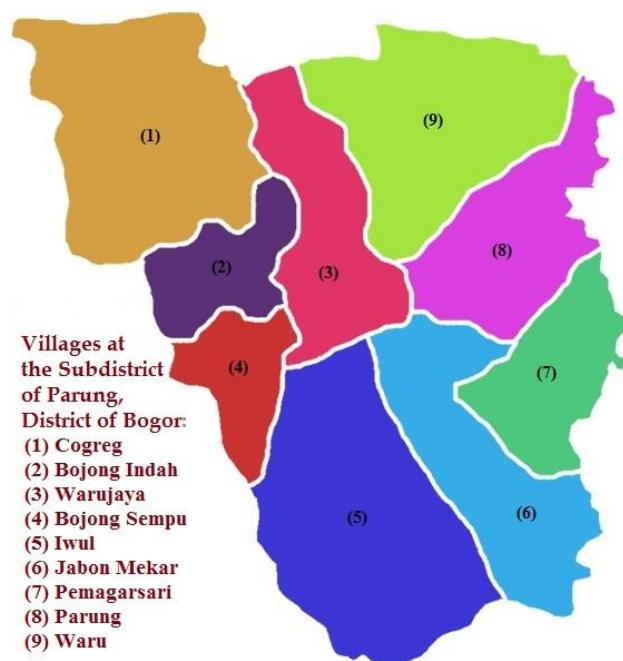 (1)
(9)
(8)
(2)
(3)
(4)
(7)
(5)
(6)
Villages at
the Subdistrict
of Parung,
District of Bogor:
(1) Cogreg
(2) Bojong Indah
(3) Warujaya
(4) Bojong Sempu
(5) Iwul
(6) Jabon Mekar
(7) Pemagarsari
(8) Parung
(9) Waru